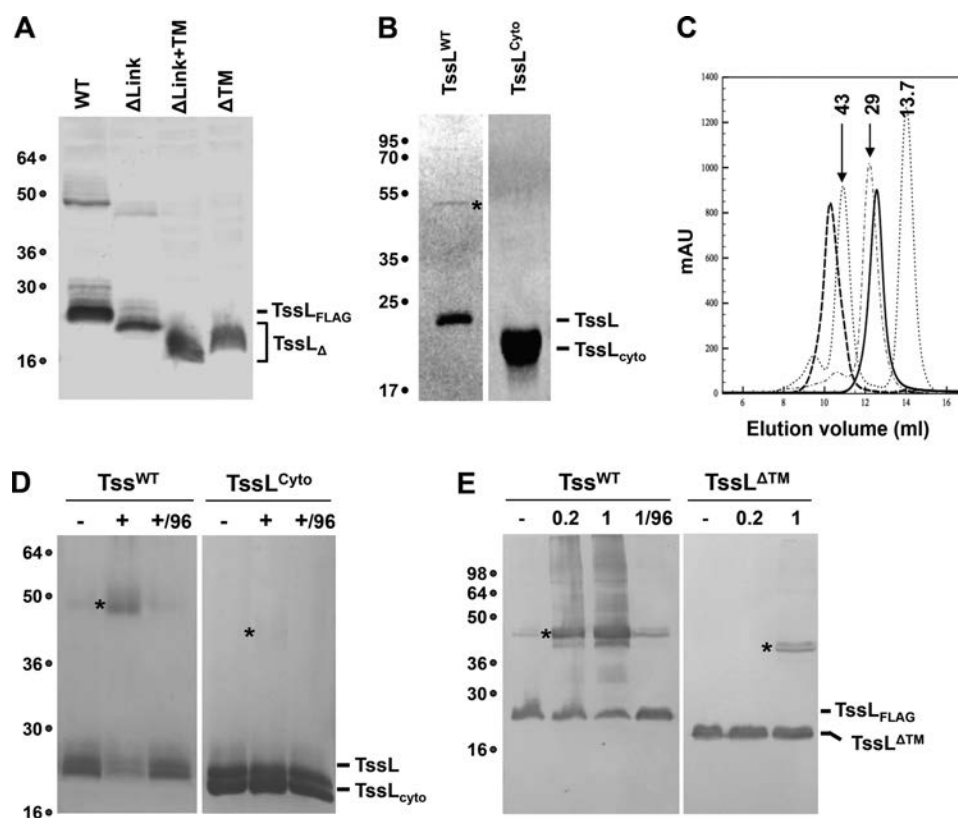 A
WT
ΔLink
ΔLink+TM
ΔTM
64
50
36
30
16
TssLFLAG
TssLΔ
B
TssLWT
TssLCyto
95
70
55
*
35
25
17
TssL
TssLcyto
C
1400
1200
1000
800
600
400
200
0
mAU
43
29
13.7
6
8
10
12
14
16
Elution volume (ml)
D
TssWT
TssLCyto
- + +/96
- + +/96
64
50
36
30
16
*
*
TssL
TssLcyto
E
TssWT
TssLΔTM
- 0.2 1 1/96
- 0.2 1
98
64
50
36
30
16
*
*
TssLFLAG
TssLΔTM